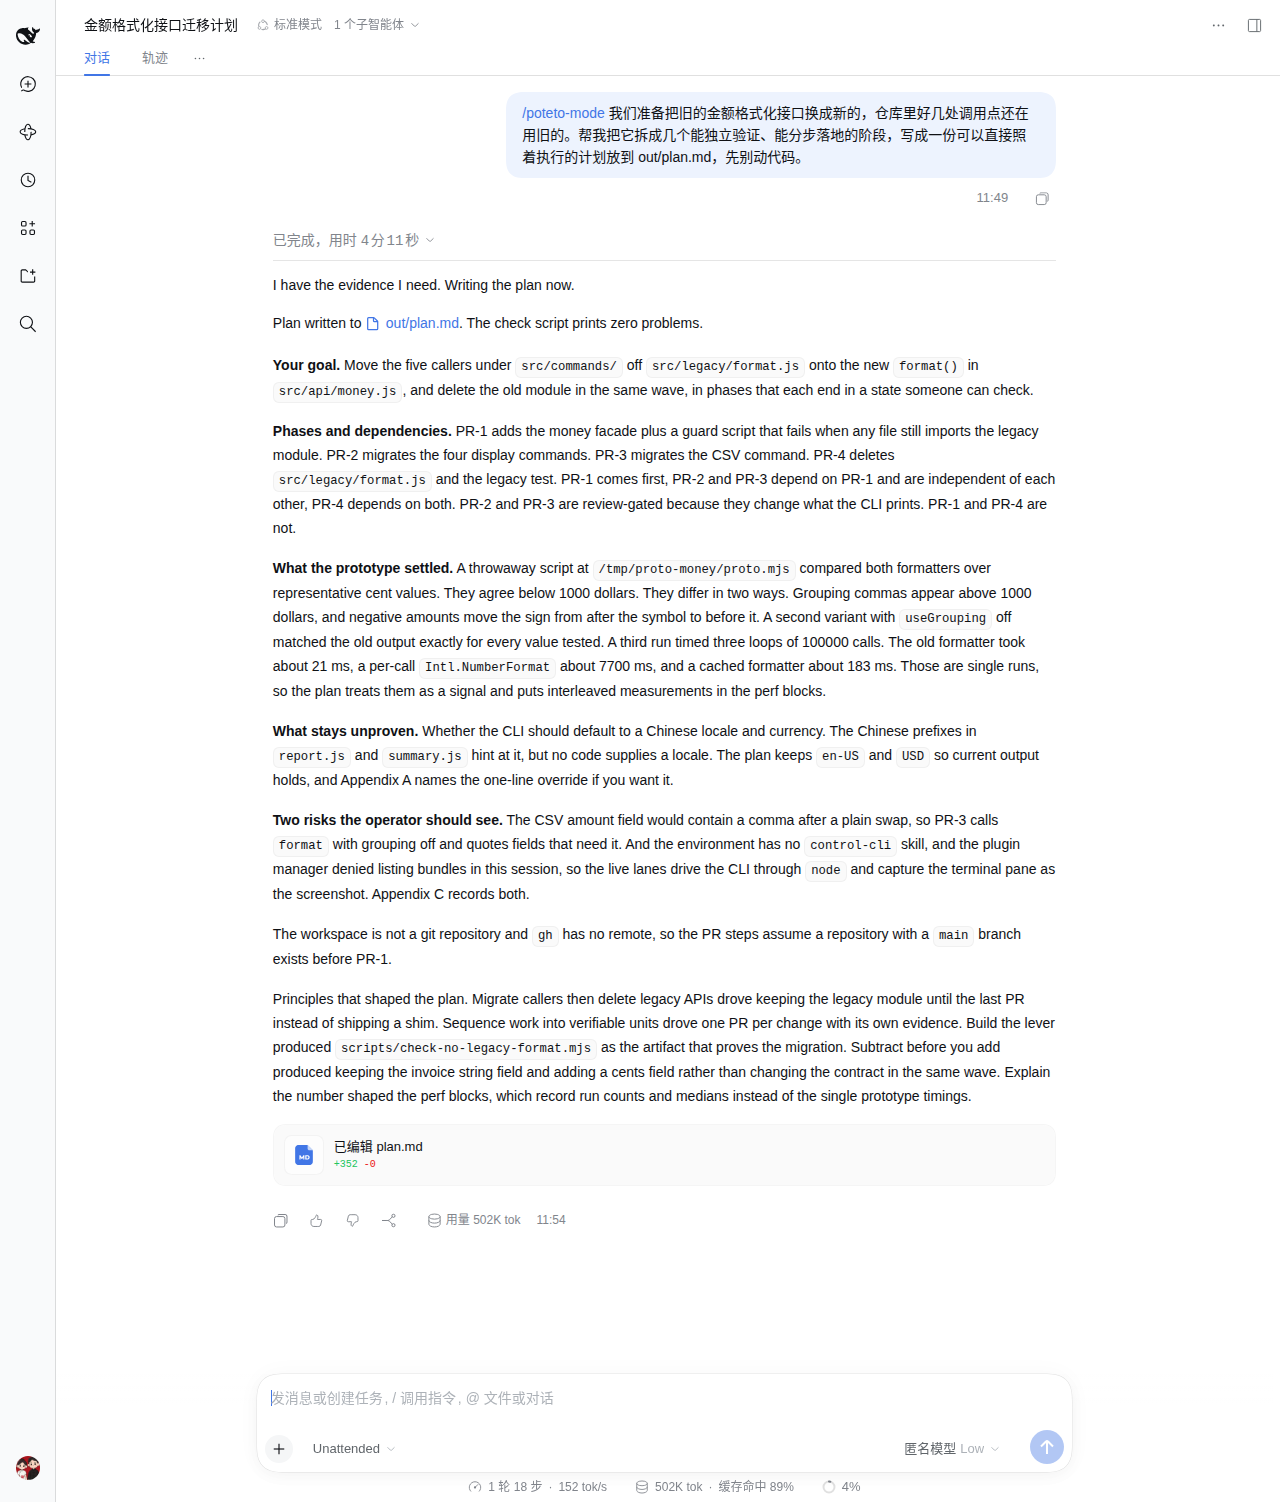 金额格式化接口迁移计划 标准模式 1 个子智能体
对话 轨迹 ···
/poteto-mode 我们准备把旧的金额格式化接口换成新的，仓库里好几处调用点还在
用旧的。帮我把它拆成几个能独立验证、能分步落地的阶段，写成一份可以直接照
着执行的计划放到 out/plan.md，先别动代码。
11:49
已完成，用时 4分11秒
I have the evidence I need. Writing the plan now.
Plan written to out/plan.md. The check script prints zero problems.
Your goal. Move the five callers under src/commands/ off src/legacy/format.js onto the new format() in
src/api/money.js, and delete the old module in the same wave, in phases that each end in a state someone can check.
Phases and dependencies. PR-1 adds the money facade plus a guard script that fails when any file still imports the legacy
module. PR-2 migrates the four display commands. PR-3 migrates the CSV command. PR-4 deletes
src/legacy/format.js and the legacy test. PR-1 comes first, PR-2 and PR-3 depend on PR-1 and are independent of each
other, PR-4 depends on both. PR-2 and PR-3 are review-gated because they change what the CLI prints. PR-1 and PR-4 are
not.
What the prototype settled. A throwaway script at /tmp/proto-money/proto.mjs compared both formatters over
representative cent values. They agree below 1000 dollars. They differ in two ways. Grouping commas appear above 1000
dollars, and negative amounts move the sign from after the symbol to before it. A second variant with useGrouping off
matched the old output exactly for every value tested. A third run timed three loops of 100000 calls. The old formatter took
about 21 ms, a per-call Intl.NumberFormat about 7700 ms, and a cached formatter about 183 ms. Those are single runs,
so the plan treats them as a signal and puts interleaved measurements in the perf blocks.
What stays unproven. Whether the CLI should default to a Chinese locale and currency. The Chinese prefixes in
report.js and summary.js hint at it, but no code supplies a locale. The plan keeps en-US and USD so current output
holds, and Appendix A names the one-line override if you want it.
Two risks the operator should see. The CSV amount field would contain a comma after a plain swap, so PR-3 calls
format with grouping off and quotes fields that need it. And the environment has no control-cli skill, and the plugin
manager denied listing bundles in this session, so the live lanes drive the CLI through node and capture the terminal pane as
the screenshot. Appendix C records both.
The workspace is not a git repository and gh has no remote, so the PR steps assume a repository with a main branch
exists before PR-1.
Principles that shaped the plan. Migrate callers then delete legacy APIs drove keeping the legacy module until the last PR
instead of shipping a shim. Sequence work into verifiable units drove one PR per change with its own evidence. Build the lever
produced scripts/check-no-legacy-format.mjs as the artifact that proves the migration. Subtract before you add
produced keeping the invoice string field and adding a cents field rather than changing the contract in the same wave. Explain
the number shaped the perf blocks, which record run counts and medians instead of the single prototype timings.
MD
已编辑 plan.md
+352 -0
用量 502K tok 11:54
发消息或创建任务, / 调用指令, @ 文件或对话
Unattended 匿名模型 Low
1 轮 18 步 · 152 tok/s 502K tok · 缓存命中 89% 4%